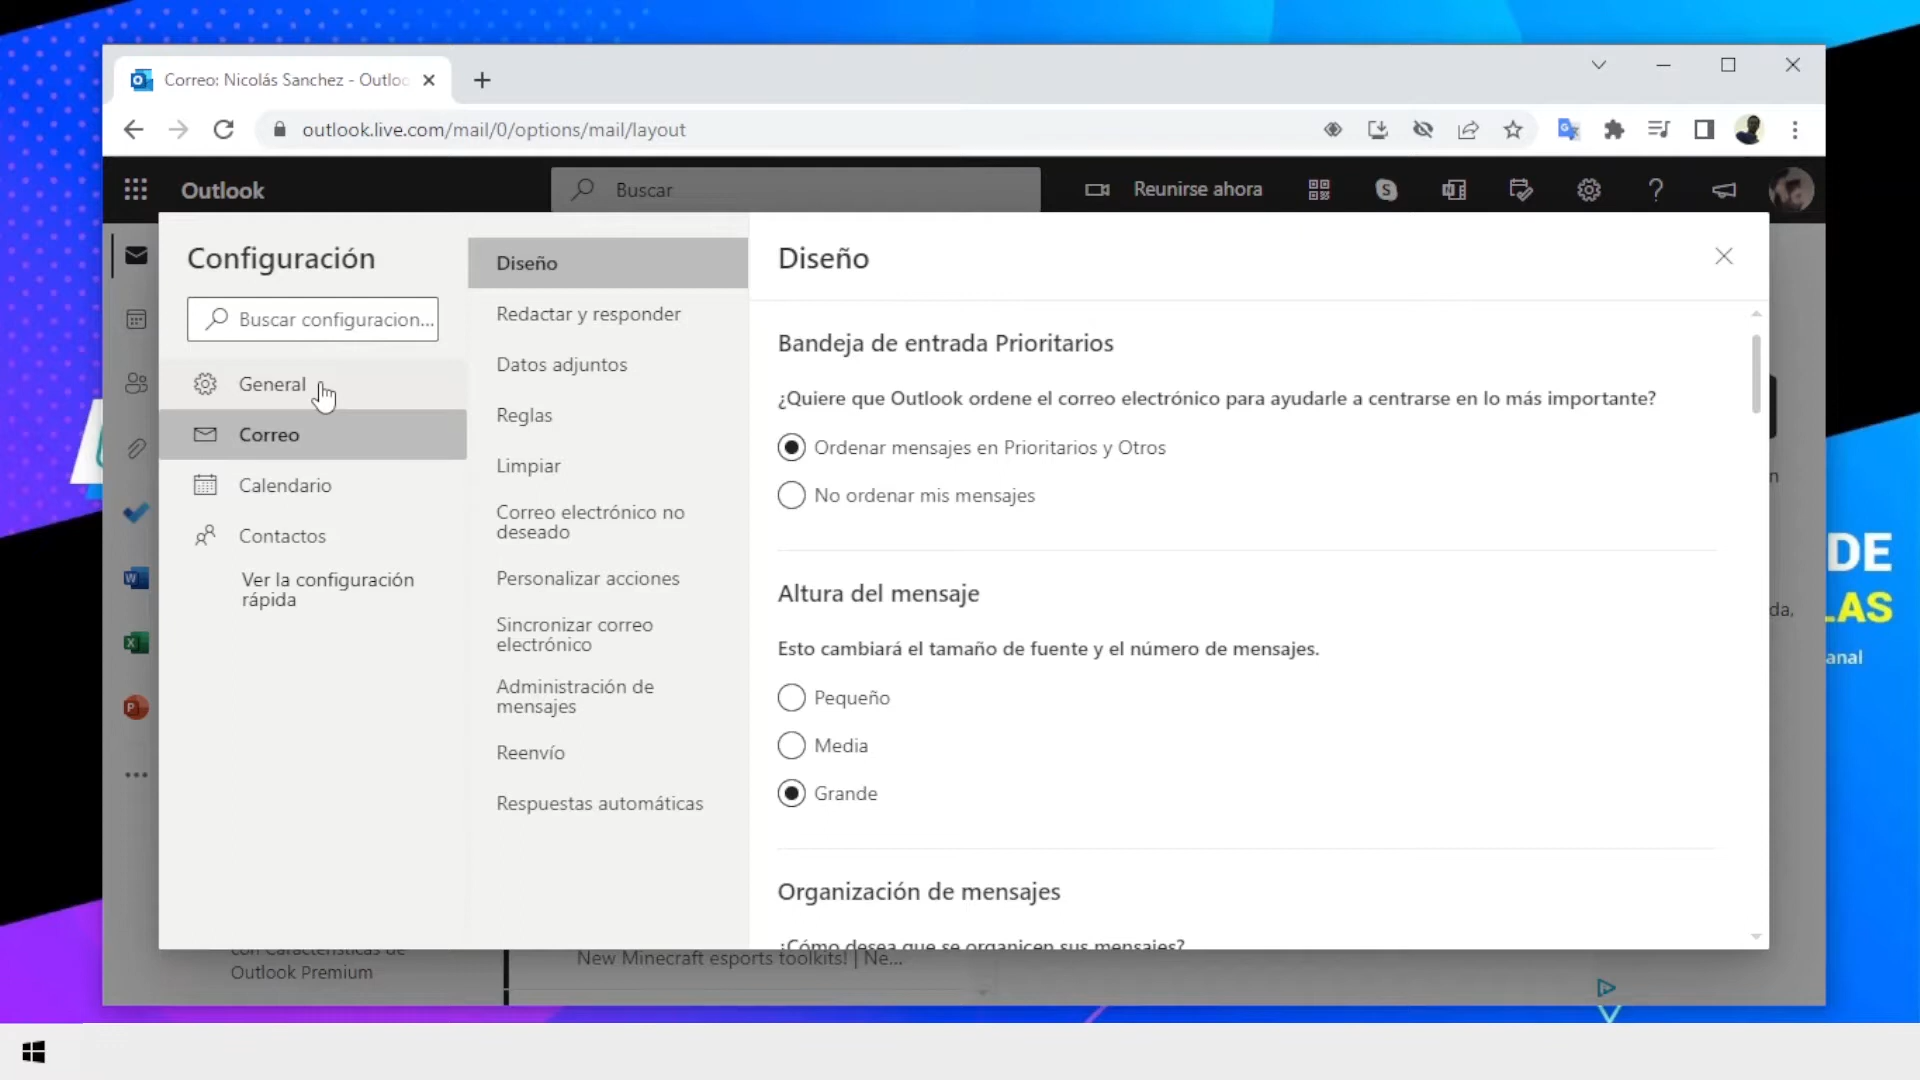 Correo: Nicolás Sanchez - Outloo
outlook.live.com/mail/0/options/mail/layout
Outlook
Buscar
Reunirse ahora
Configuración
Buscar configuracion...
General
Correo
Calendario
Contactos
Ver la configuración
rápida
Diseño
Redactar y responder
Datos adjuntos
Reglas
Limpiar
Correo electrónico no
deseado
Personalizar acciones
Sincronizar correo
electrónico
Administración de
mensajes
Reenvío
Respuestas automáticas
Diseño
Bandeja de entrada Prioritarios
¿Quiere que Outlook ordene el correo electrónico para ayudarle a centrarse en lo más importante?
Ordenar mensajes en Prioritarios y Otros
No ordenar mis mensajes
Altura del mensaje
Esto cambiará el tamaño de fuente y el número de mensajes.
Pequeño
Media
Grande
Organización de mensajes
¿Cómo desea que se organicen sus mensajes?
con Características de
Outlook Premium
New Minecraft esports toolkits! | Ne...
n
da,
DE
LAS
anal